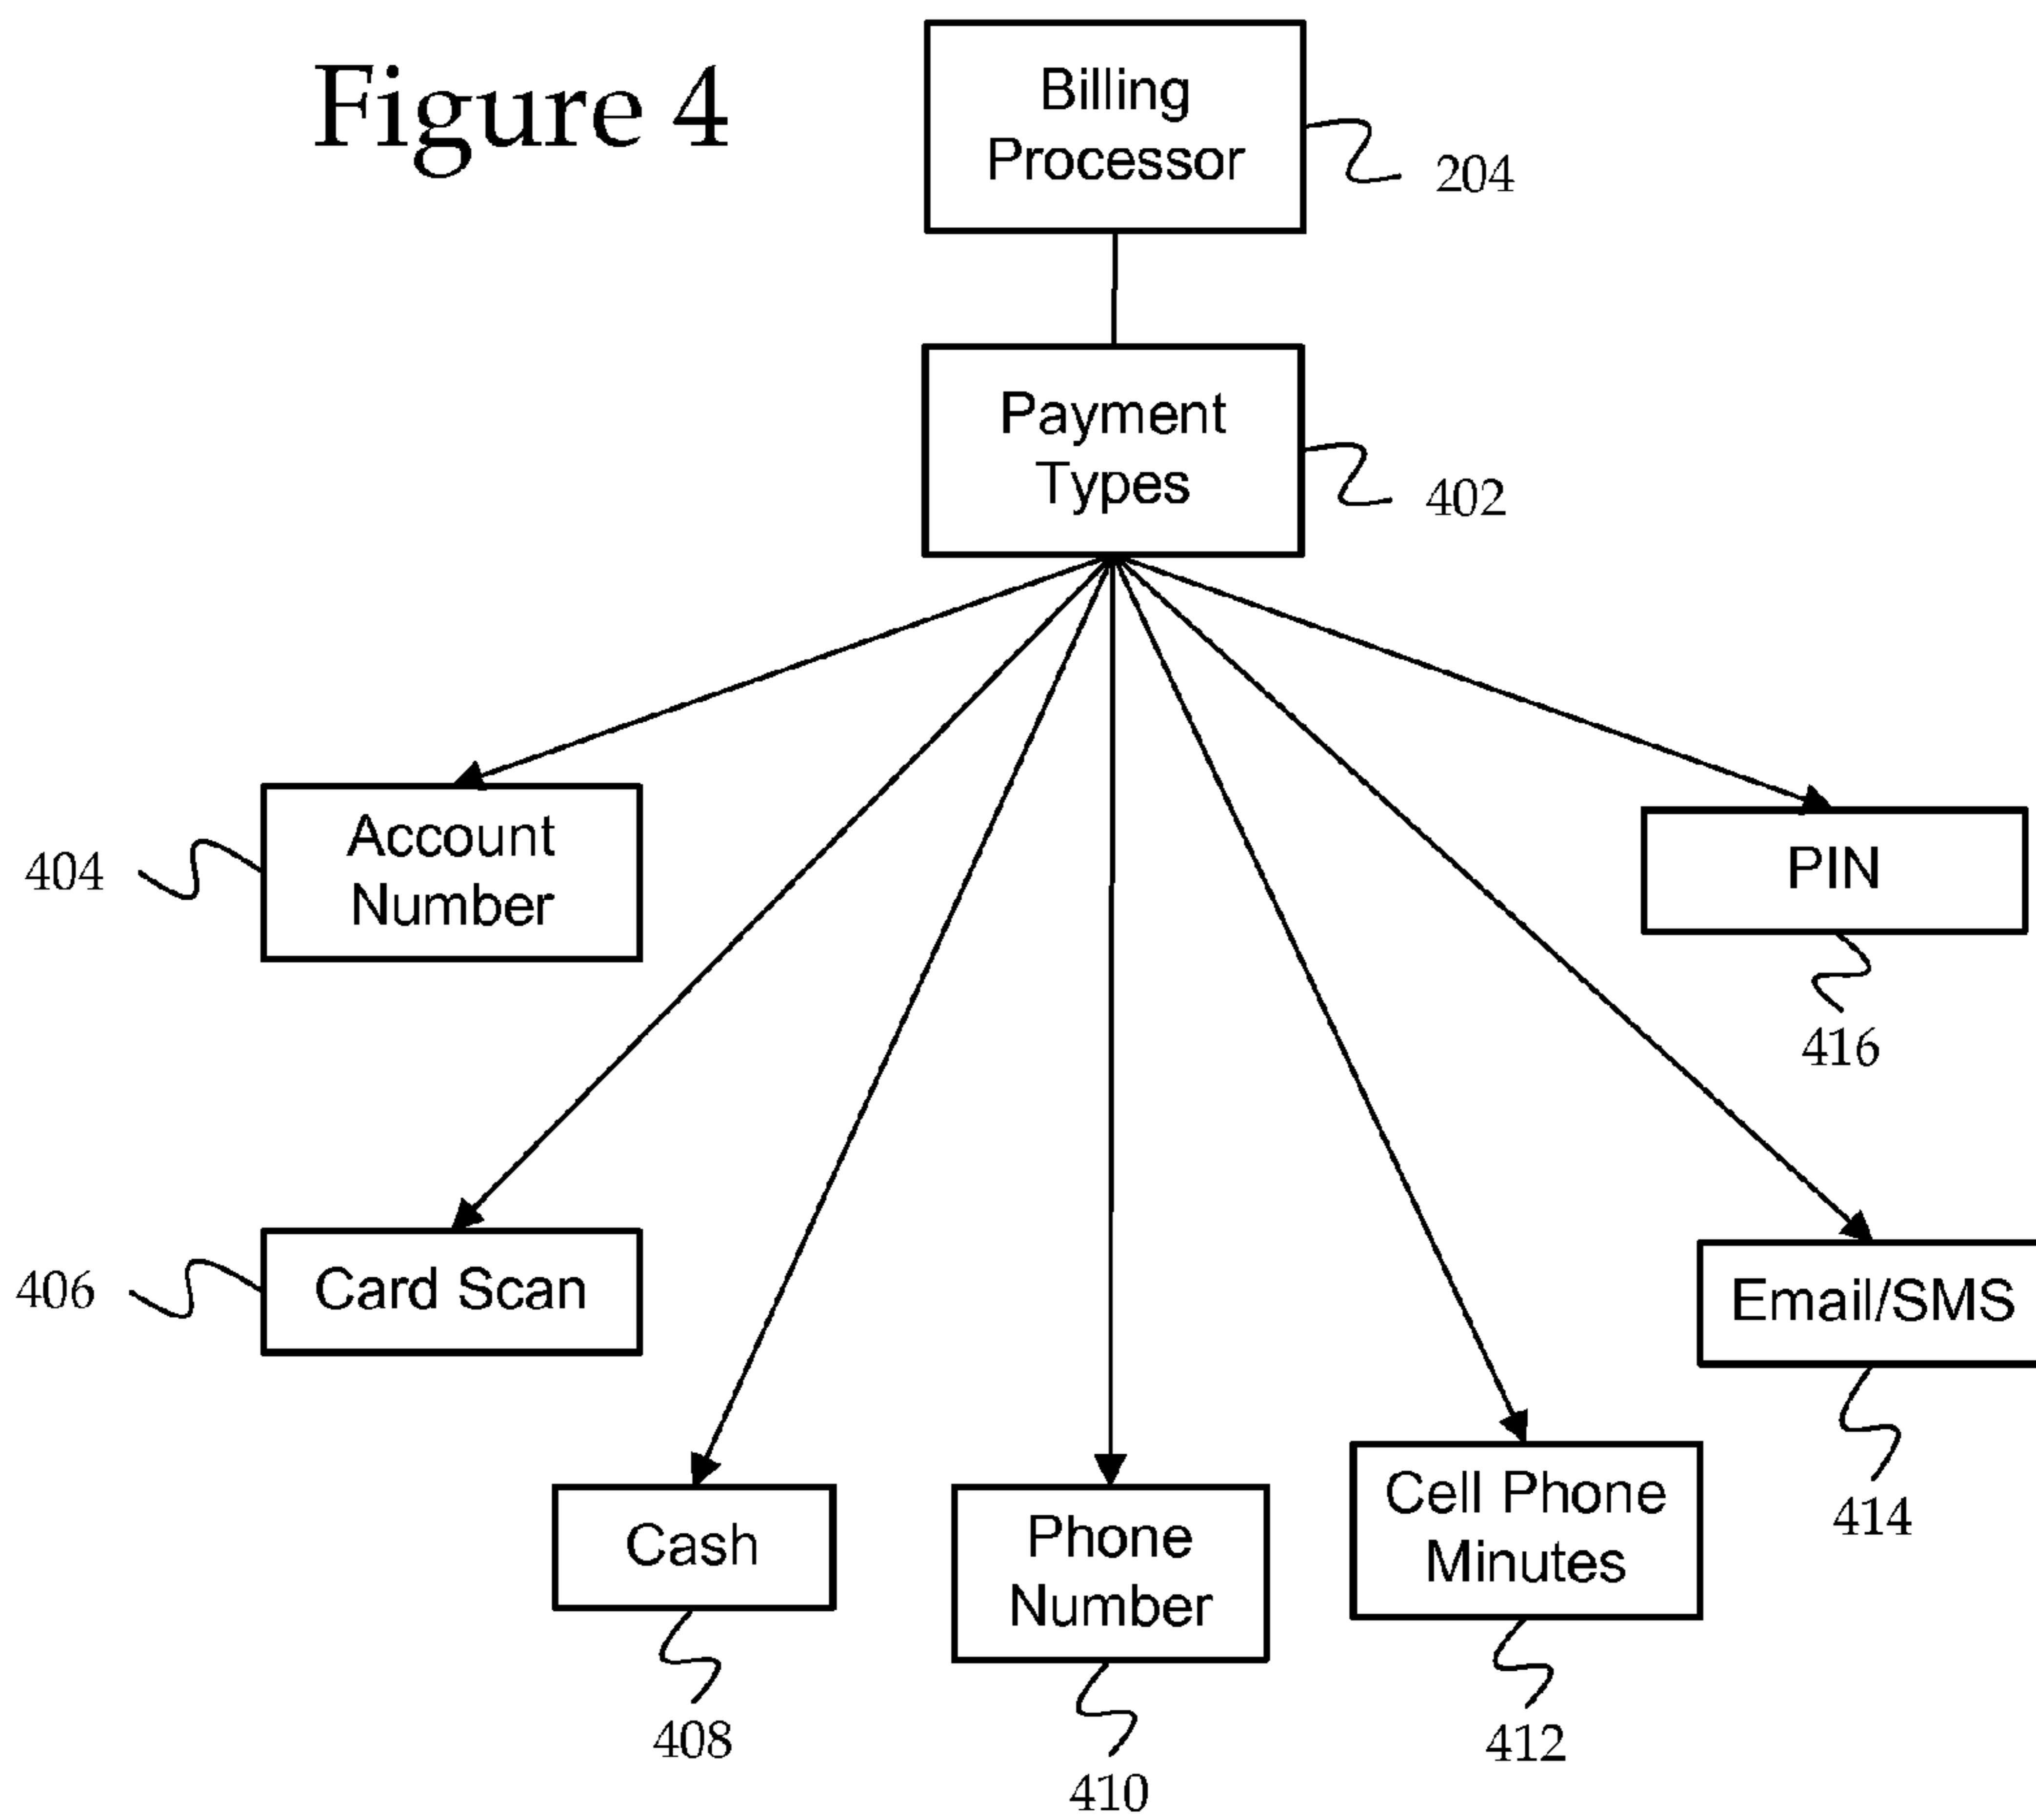 Figure 4
Billing
Processor
204
Payment
Types
402
Account
Number
404
PIN
416
Card Scan
406
Email/SMS
414
Cash
408
Phone
Number
410
Cell Phone
Minutes
412